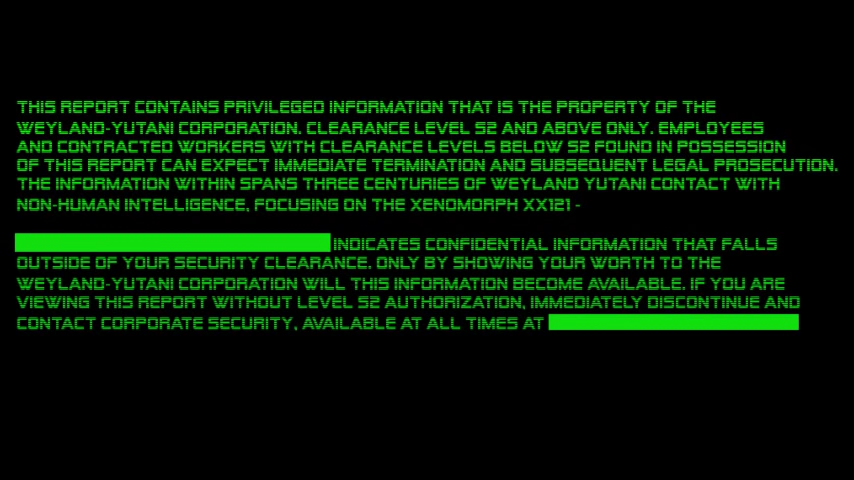 THIS REPORT CONTAINS PRIVILEGED INFORMATION THAT IS THE PROPERTY OF THE
WEYLAND-YUTANI CORPORATION. CLEARANCE LEVEL S2 AND ABOVE ONLY. EMPLOYEES
AND CONTRACTED WORKERS WITH CLEARANCE LEVELS BELOW S2 FOUND IN POSSESSION
OF THIS REPORT CAN EXPECT IMMEDIATE TERMINATION AND SUBSEQUENT LEGAL PROSECUTION.
THE INFORMATION WITHIN SPANS THREE CENTURIES OF WEYLAND YUTANI CONTACT WITH
NON-HUMAN INTELLIGENCE, FOCUSING ON THE XENOMORPH XX121 -
INDICATES CONFIDENTIAL INFORMATION THAT FALLS
OUTSIDE OF YOUR SECURITY CLEARANCE. ONLY BY SHOWING YOUR WORTH TO THE
WEYLAND-YUTANI CORPORATION WILL THIS INFORMATION BECOME AVAILABLE. IF YOU ARE
VIEWING THIS REPORT WITHOUT LEVEL S2 AUTHORIZATION, IMMEDIATELY DISCONTINUE AND
CONTACT CORPORATE SECURITY, AVAILABLE AT ALL TIMES AT